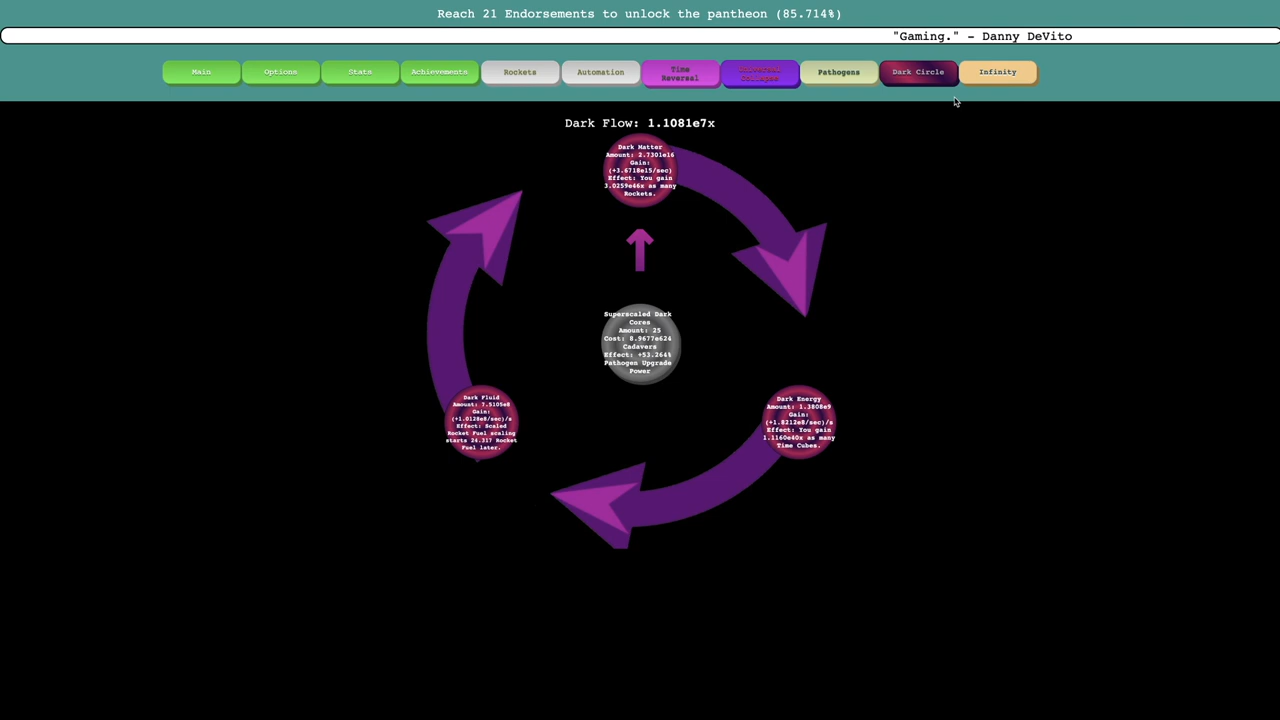 Reach 21 Endorsements to unlock the pantheon (85.714%)
"Gaming." - Danny DeVito
Main
Options
Stats
Achievements
Rockets
Automation
Time
Reversal
Universal
Collapse
Pathogens
Dark Circle
Infinity
Dark Flow: 1.1081e7x
Dark Matter
Amount: 2.7301e16
Gain:
(+3.6718e15/sec)
Effect: You gain
3.0259e46x as many
Rockets.
Superscaled Dark
Cores
Amount: 25
Cost: 8.9677e624
Cadavers
Effect: +53.264%
Pathogen Upgrade
Power
Dark Fluid
Amount: 7.5105e8
Gain:
(+1.0128e8/sec)/s
Effect: Scaled
Rocket Fuel scaling
starts 24.317 Rocket
Fuel later.
Dark Energy
Amount: 1.3808e9
Gain:
(+1.8212e8/sec)/s
Effect: You gain
1.1160e40x as many
Time Cubes.